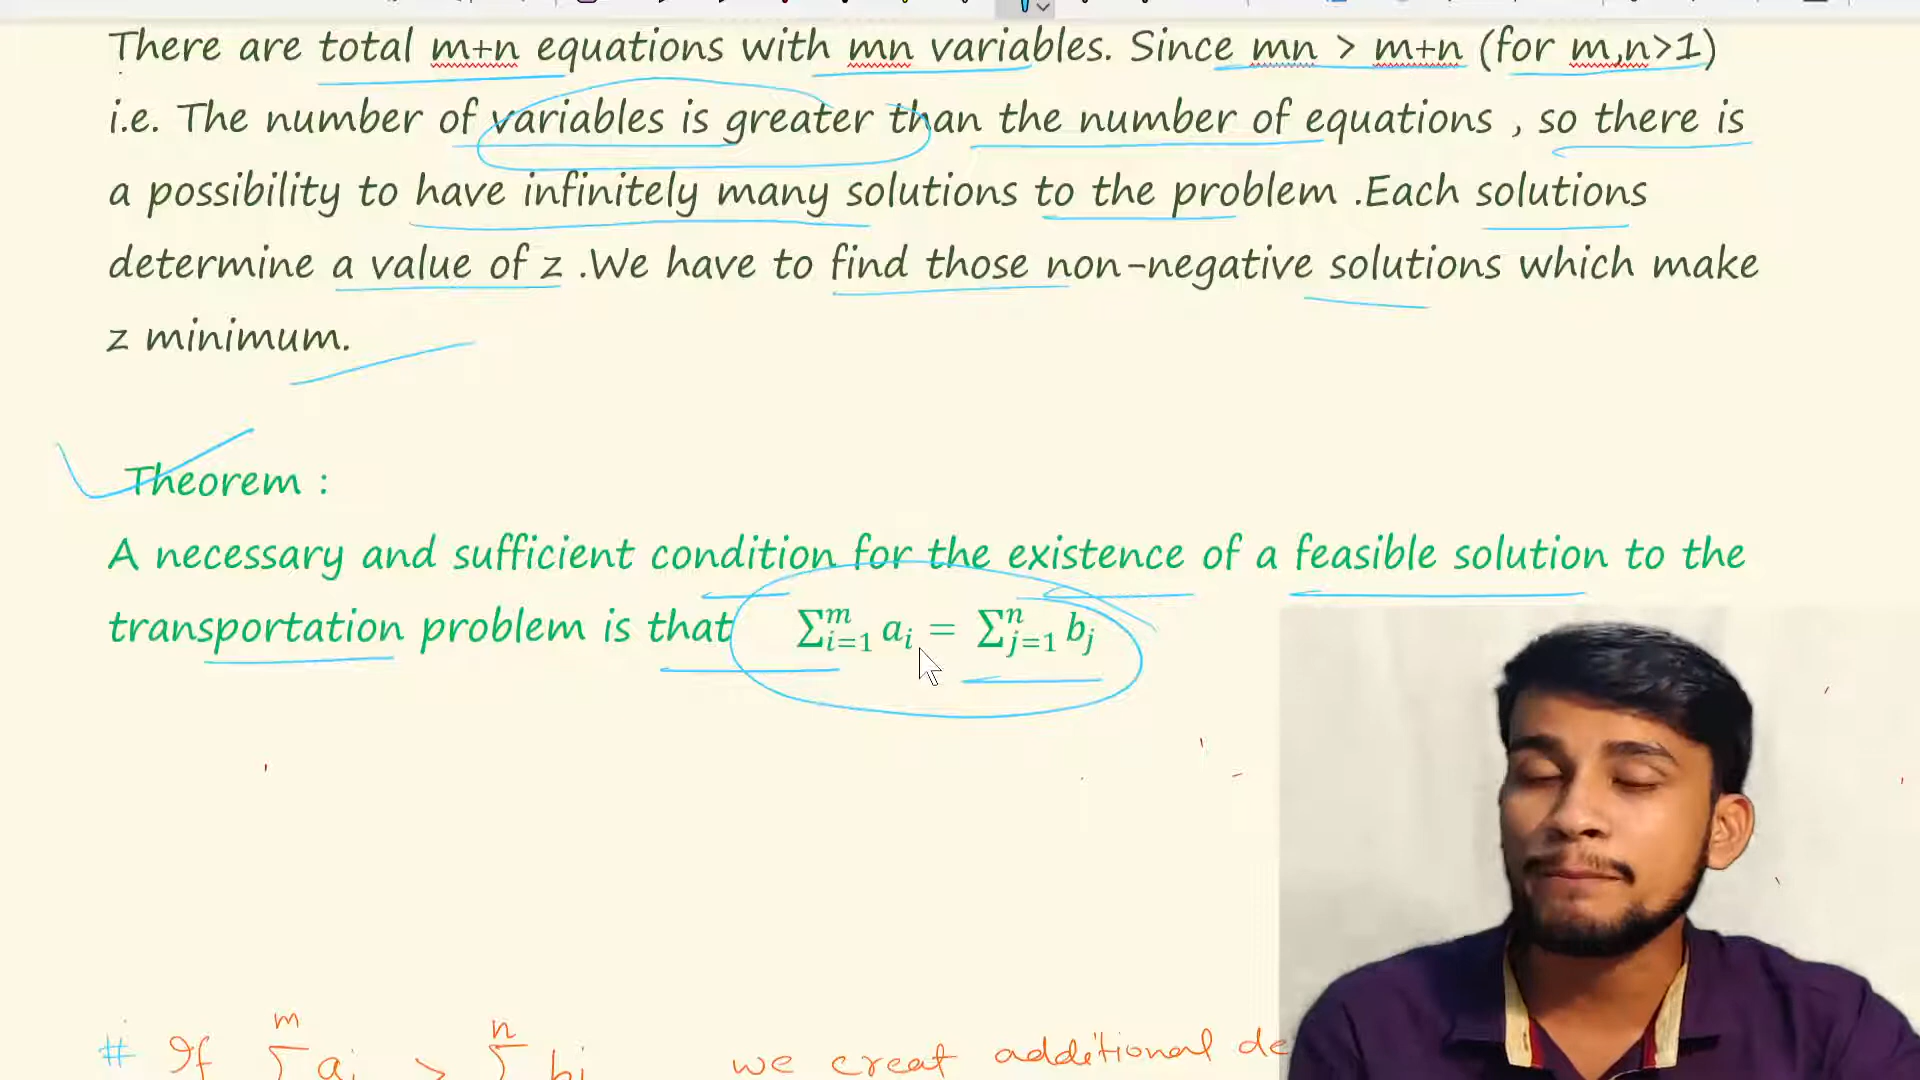 There are total m+n equations with mn variables. Since mn > m+n (for m,n>1)
i.e. The number of variables is greater than the number of equations , so there is
a possibility to have infinitely many solutions to the problem .Each solutions
determine a value of z .We have to find those non-negative solutions which make
z minimum.
Theorem :
A necessary and sufficient condition for the existence of a feasible solution to the
transportation problem is that ∑_{i=1}^{m} a_i = ∑_{j=1}^{n} b_j
# If ∑^{m} a_i > ∑^{n} b_j we creat additional de